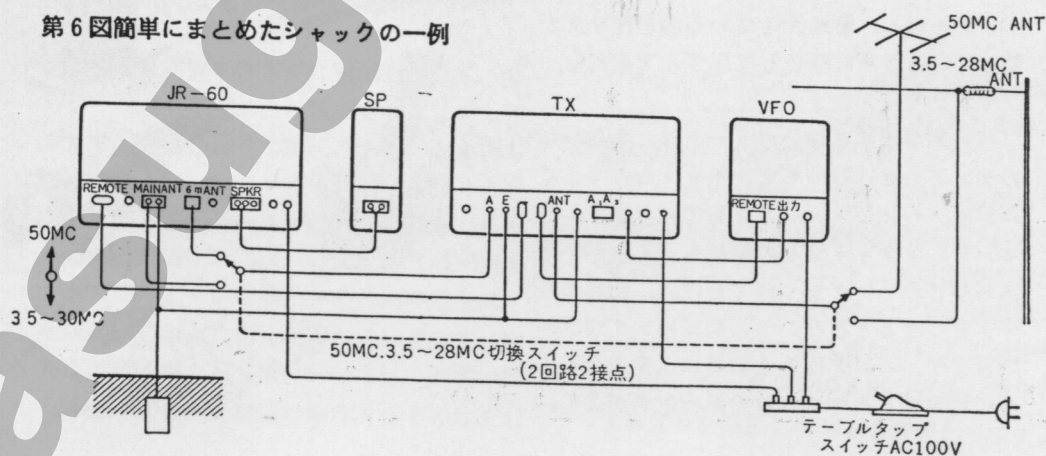 第6図簡単にまとめたシャックの一例
50MC ANT
3.5~28MC
ANT
JR-60
SP
TX
VFO
REMOTE MAINANT 6mANT SPKR
A E ANT A₁A₂
REMOTE出力
50MC
3.5~30MC
50MC.3.5~28MC切換スイッチ
(2回路2接点)
テーブルタップ
スイッチAC100V
asug